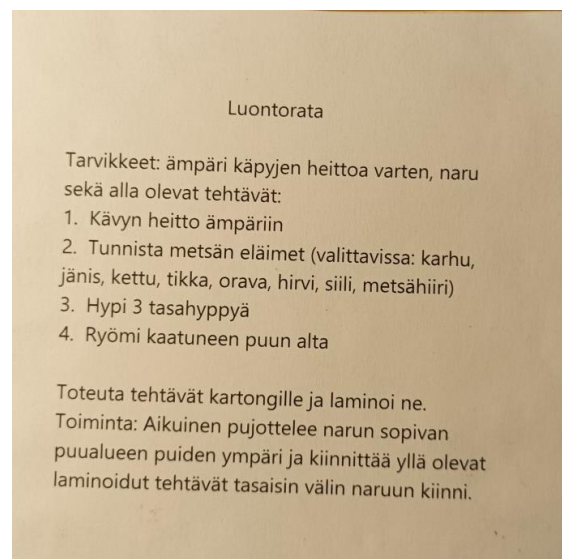 Luontorata
Tarvikkeet: ämpäri käpyjen heittoa varten, naru
sekä alla olevat tehtävät:
1. Kävyn heitto ämpäriin
2. Tunnista metsän eläimet (valittavissa: karhu,
jänis, kettu, tikka, orava, hirvi, siili, metsähiiri)
3. Hypi 3 tasahyppyä
4. Ryömi kaatuneen puun alta
Toteuta tehtävät kartongille ja laminoi ne.
Toiminta: Aikuinen pujottelee narun sopivan
puualueen puiden ympäri ja kiinnittää yllä olevat
laminoidut tehtävät tasaisin välin naruun kiinni.